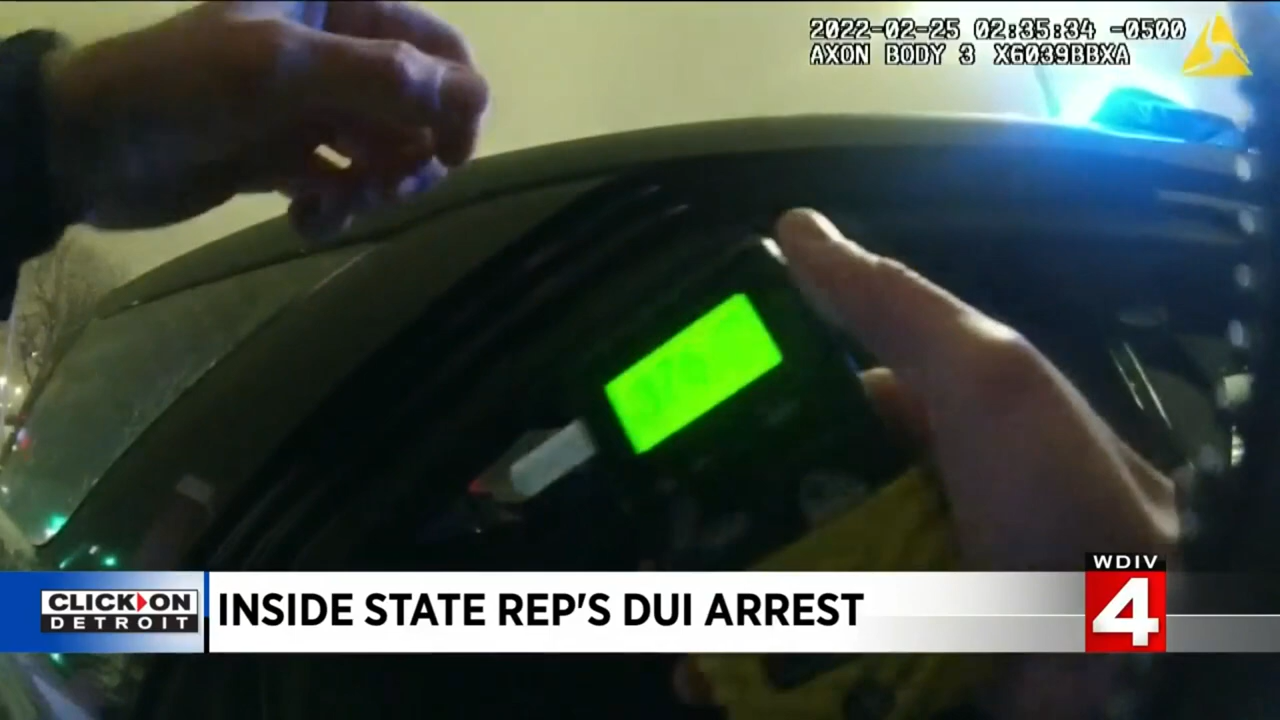 2022-02-25 02:35:34 -0500
AXON BODY 3 X6039BBXA
WDIV
4
CLICK ON
DETROIT
INSIDE STATE REP'S DUI ARREST